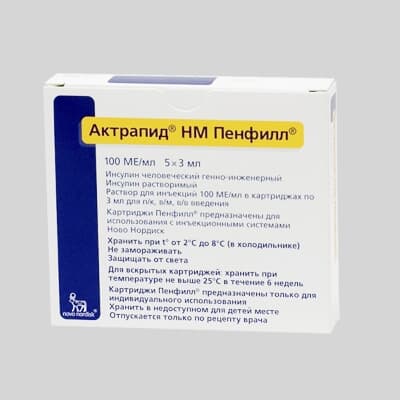 Актрапид® НМ Пенфилл®
100 МЕ/мл 5×3 мл
Инсулин человеческий генно-инженерный
Инсулин растворимый
Раствор для инъекций 100 МЕ/мл в картриджах по
3 мл для п/к, в/м, в/в введения
Картриджи Пенфилл® предназначены для
использования с инъекционными системами
Ново Нордиск
Хранить при t° от 2°С до 8°С (в холодильнике)
Не замораживать
Защищать от света
Для вскрытых картриджей: хранить при
температуре не выше 25°С в течение 6 недель
Картриджи Пенфилл® предназначены только для
индивидуального использования
Хранить в недоступном для детей месте
Отпускается только по рецепту врача
novo nordisk®